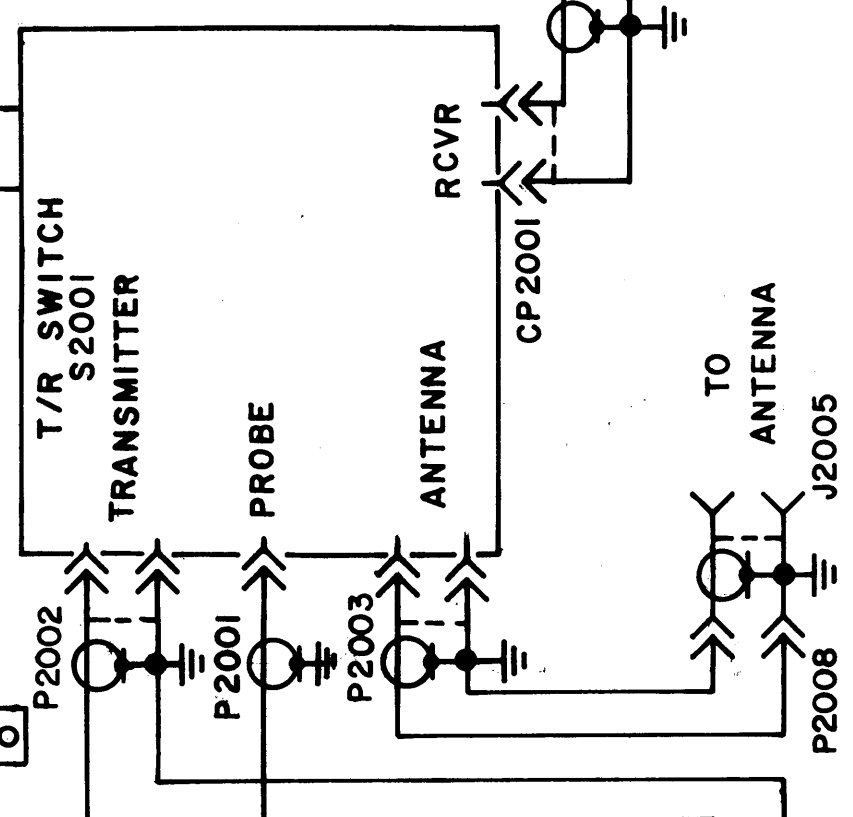 T/R SWITCH
S2001
TRANSMITTER
PROBE
ANTENNA
RCVR
CP2001
TO
ANTENNA
J2005
P2002
P2001
P2003
P2008
O